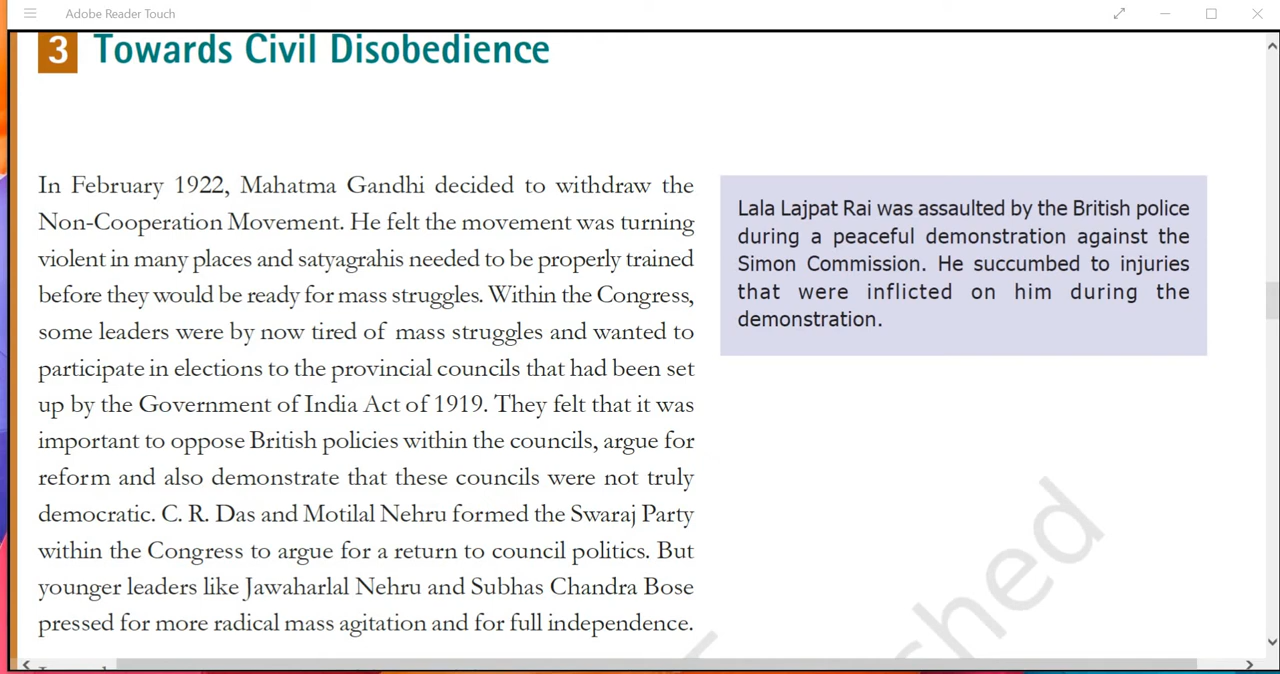 Adobe Reader Touch
3 Towards Civil Disobedience
In February 1922, Mahatma Gandhi decided to withdraw the
Non-Cooperation Movement. He felt the movement was turning
violent in many places and satyagrahis needed to be properly trained
before they would be ready for mass struggles. Within the Congress,
some leaders were by now tired of mass struggles and wanted to
participate in elections to the provincial councils that had been set
up by the Government of India Act of 1919. They felt that it was
important to oppose British policies within the councils, argue for
reform and also demonstrate that these councils were not truly
democratic. C. R. Das and Motilal Nehru formed the Swaraj Party
within the Congress to argue for a return to council politics. But
younger leaders like Jawaharlal Nehru and Subhas Chandra Bose
pressed for more radical mass agitation and for full independence.
Lala Lajpat Rai was assaulted by the British police
during a peaceful demonstration against the
Simon Commission. He succumbed to injuries
that were inflicted on him during the
demonstration.